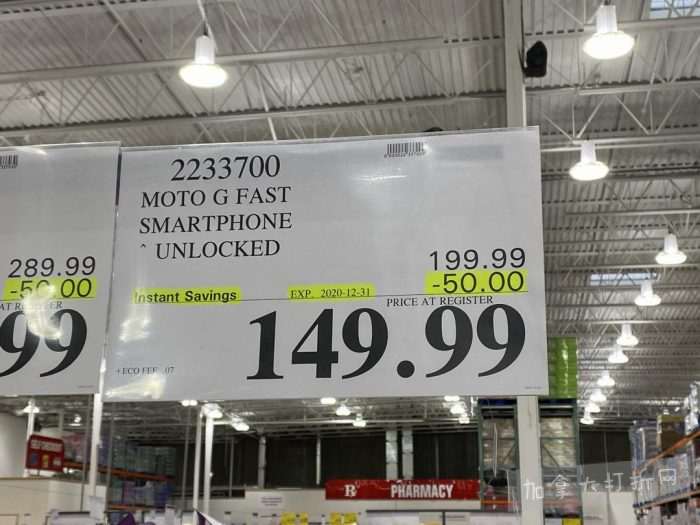 289.99
-50.00
AT REGISTER
99
2233700
MOTO G FAST
SMARTPHONE
^ UNLOCKED
199.99
-50.00
Instant Savings
EXP. 2020-12-31
PRICE AT REGISTER
149.99
+ECO FEE .07
PHARMACY
加拿大打折网